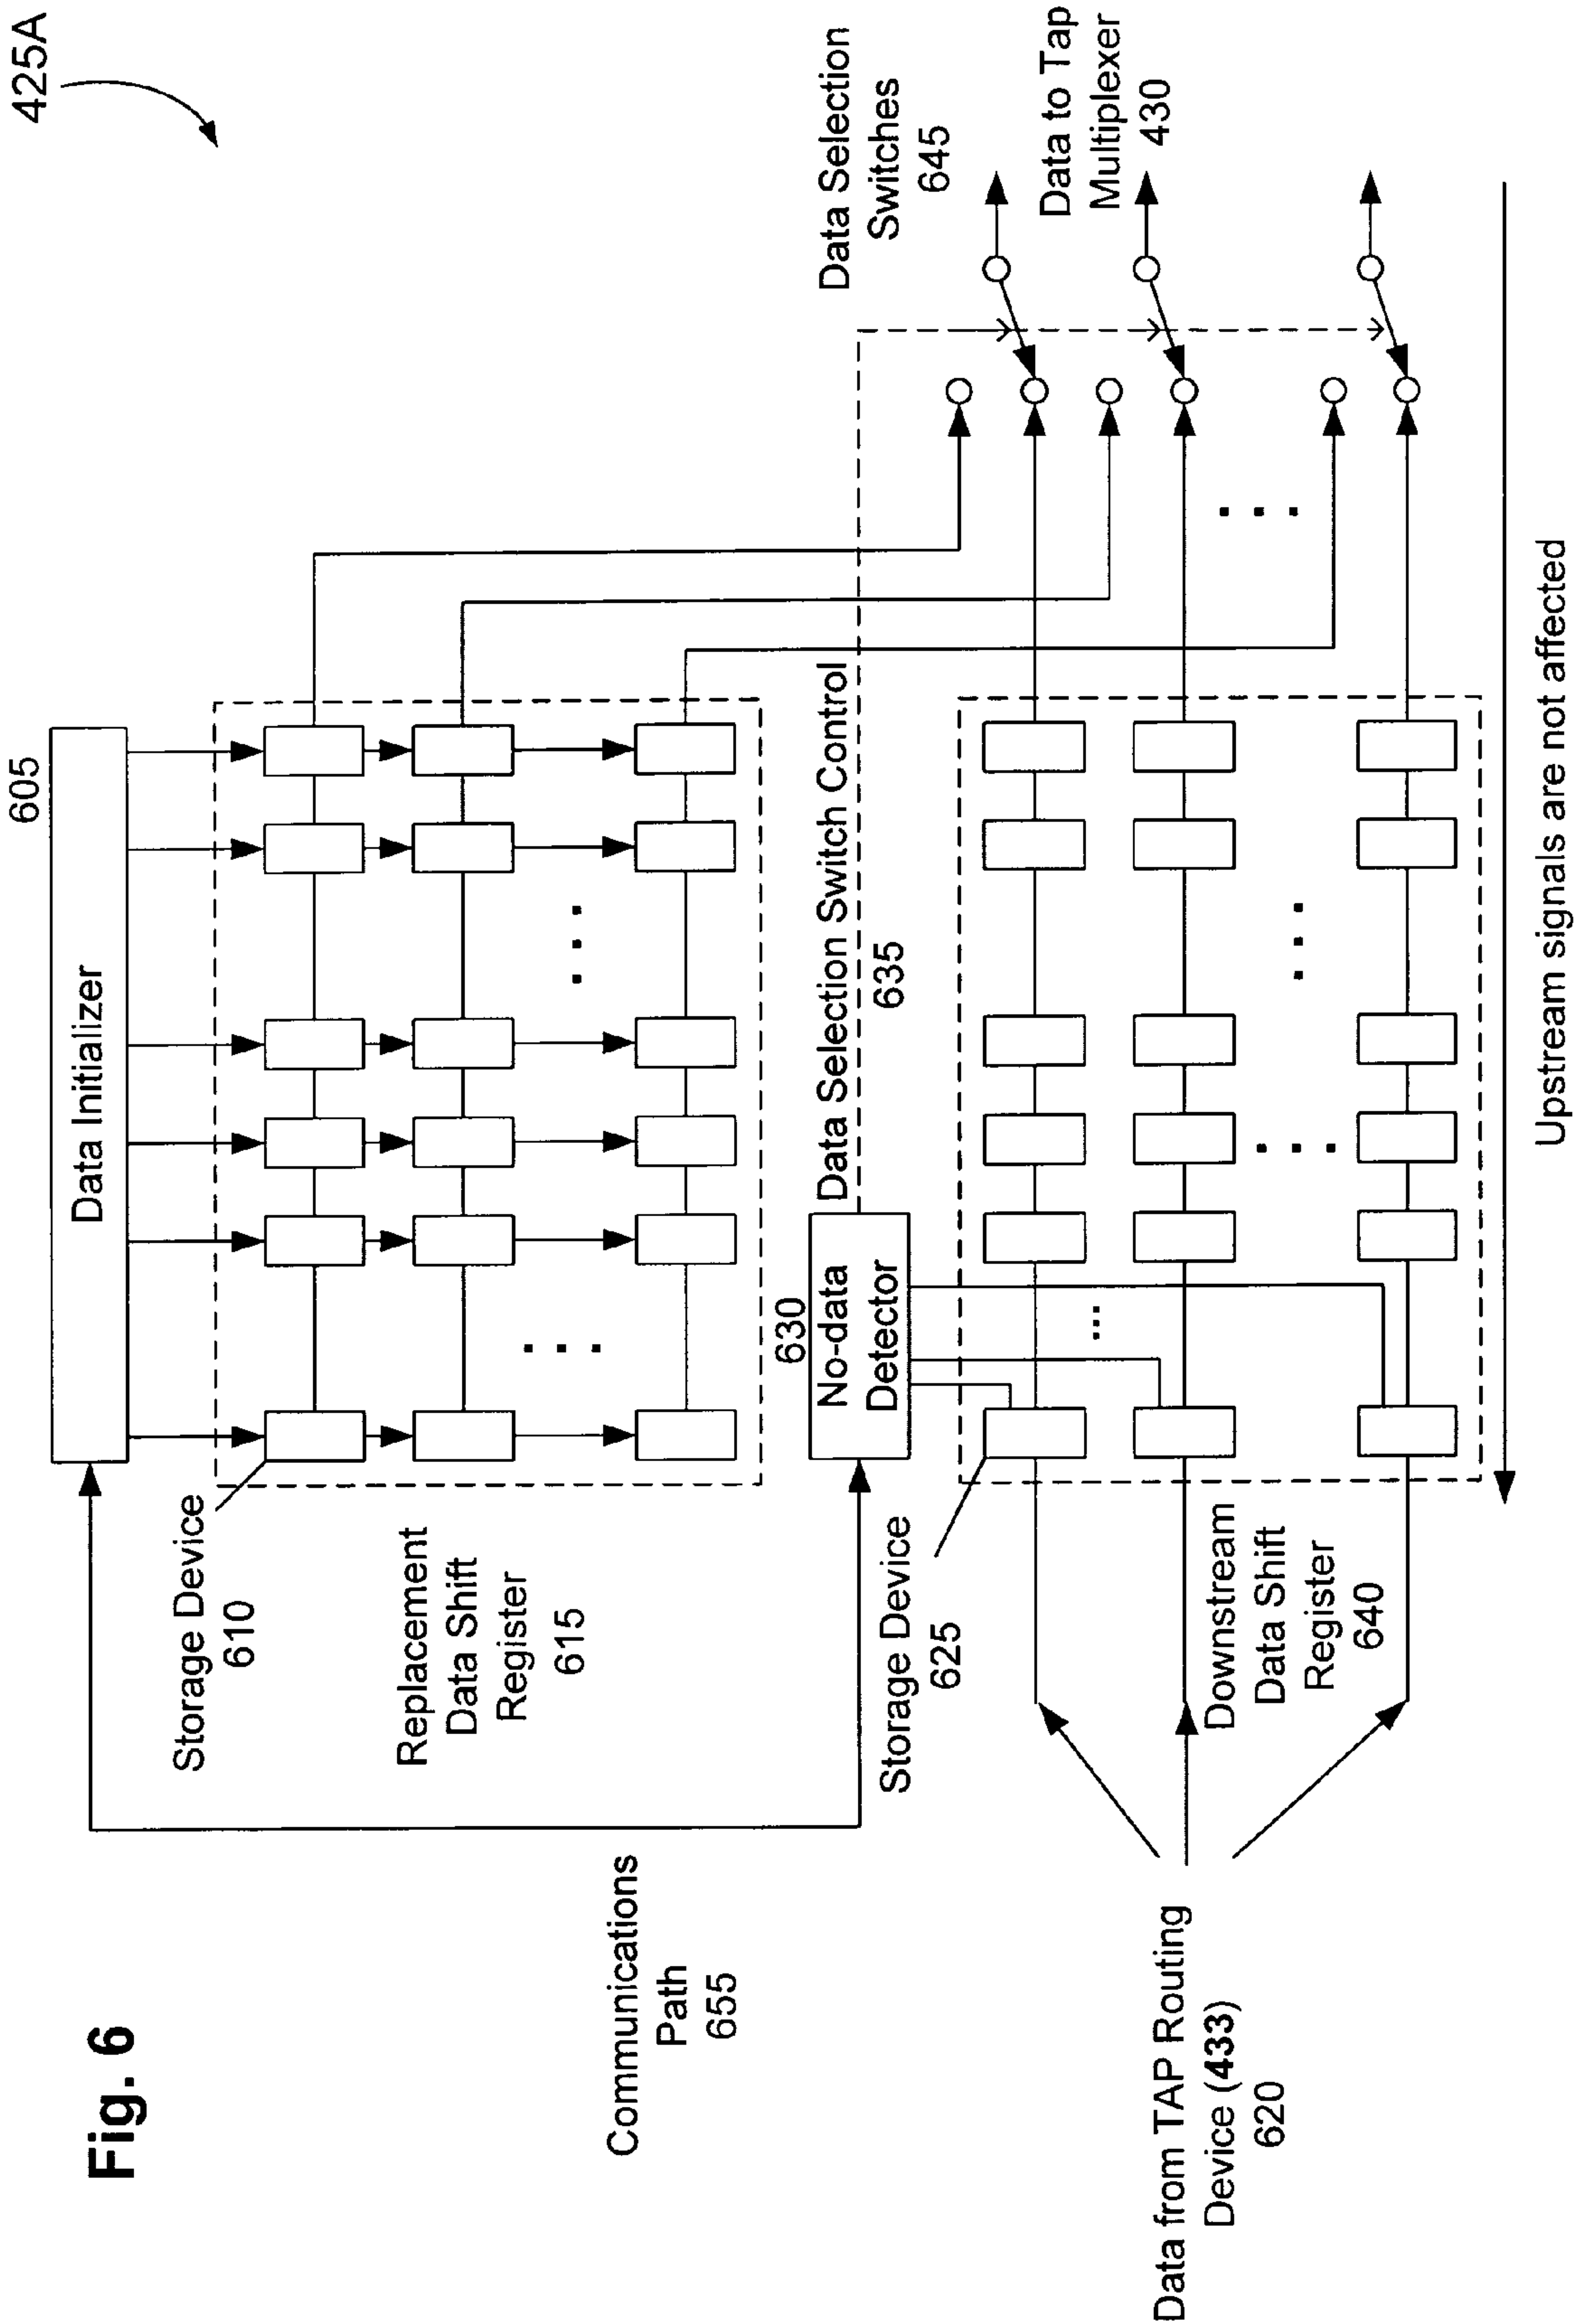 Fig. 6
425A
605
Data Initializer
Storage Device
610
Replacement
Data Shift
Register
615
Communications
Path
655
630
No-data
Detector
Data Selection Switch Control
635
Data Selection
Switches
645
Data to Tap
Multiplexer
430
Storage Device
625
Downstream
Data Shift
Register
640
Data from TAP Routing
Device (433)
620
Upstream signals are not affected